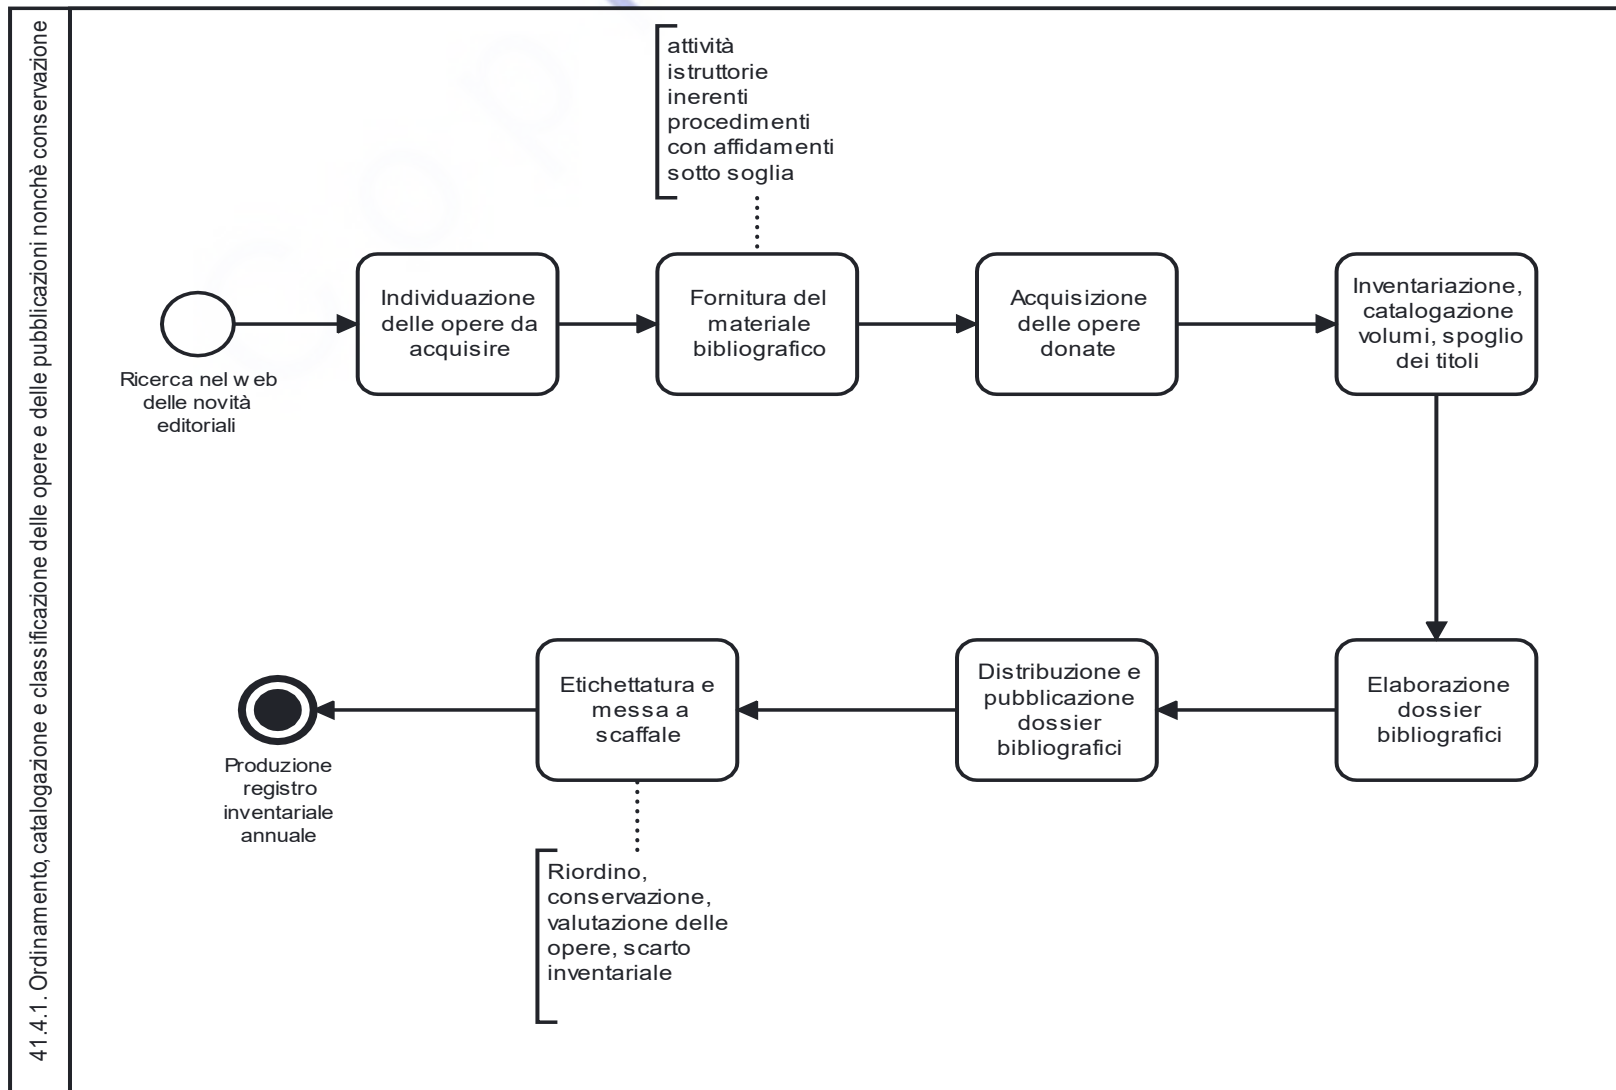 41.4.1. Ordinamento, catalogazione e classificazione delle opere e delle pubblicazioni nonchè conservazione
attività
istruttorie
inerenti
procedimenti
con affidamenti
sotto soglia
Ricerca nel web
delle novità
editoriali
Individuazione
delle opere da
acquisire
Fornitura del
materiale
bibliografico
Acquisizione
delle opere
donate
Inventariazione,
catalogazione
volumi, spoglio
dei titoli
Elaborazione
dossier
bibliografici
Distribuzione e
pubblicazione
dossier
bibliografici
Etichettatura e
messa a
scaffale
Produzione
registro
inventariale
annuale
Riordino,
conservazione,
valutazione delle
opere, scarto
inventariale